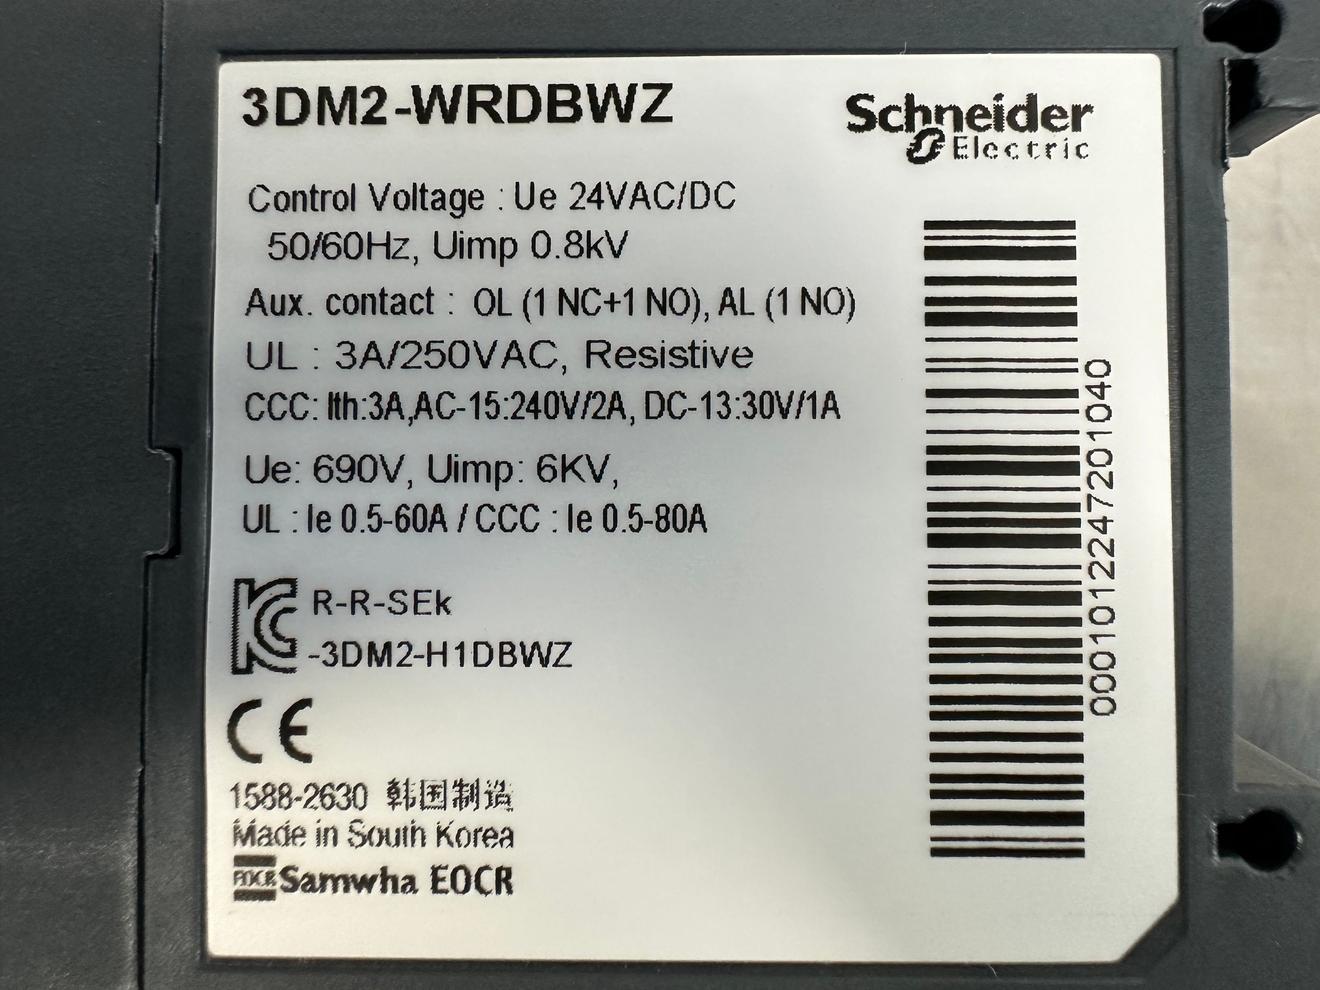 3DM2-WRDBWZ
Schneider
Electric
Control Voltage : Ue 24VAC/DC
50/60Hz, Uimp 0.8kV
Aux. contact : OL (1 NC+1 NO), AL (1 NO)
UL : 3A/250VAC, Resistive
CCC: Ith:3A,AC-15:240V/2A, DC-13:30V/1A
Ue: 690V, Uimp: 6KV,
UL : Ie 0.5-60A / CCC : Ie 0.5-80A
R-R-SEk
-3DM2-H1DBWZ
CE
1588-2630 韩国制造
Made in South Korea
EOCR Samwha EOCR
00010122472​01040